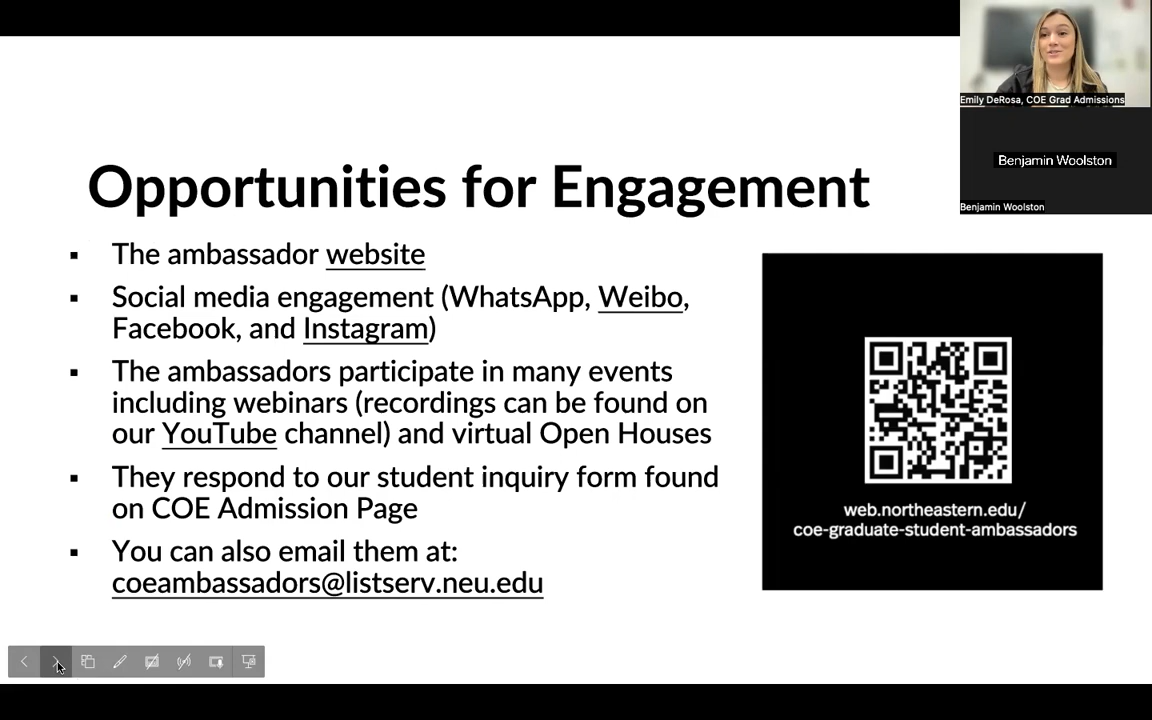 Emily DeRosa, COE Grad Admissions
Benjamin Woolston
Benjamin Woolston
Opportunities for Engagement
▪ The ambassador website
▪ Social media engagement (WhatsApp, Weibo,
Facebook, and Instagram)
▪ The ambassadors participate in many events
including webinars (recordings can be found on
our YouTube channel) and virtual Open Houses
▪ They respond to our student inquiry form found
on COE Admission Page
▪ You can also email them at:
coeambassadors@listserv.neu.edu
web.northeastern.edu/
coe-graduate-student-ambassadors